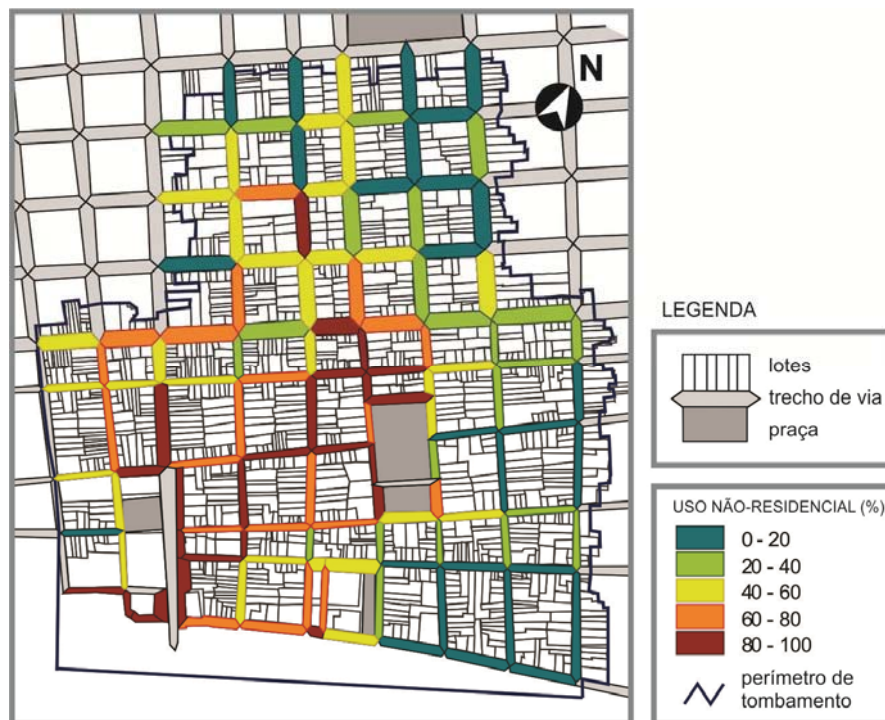 N
LEGENDA
lotes
trecho de via
praça
USO NÃO-RESIDENCIAL (%)
0 - 20
20 - 40
40 - 60
60 - 80
80 - 100
perímetro de
tombamento